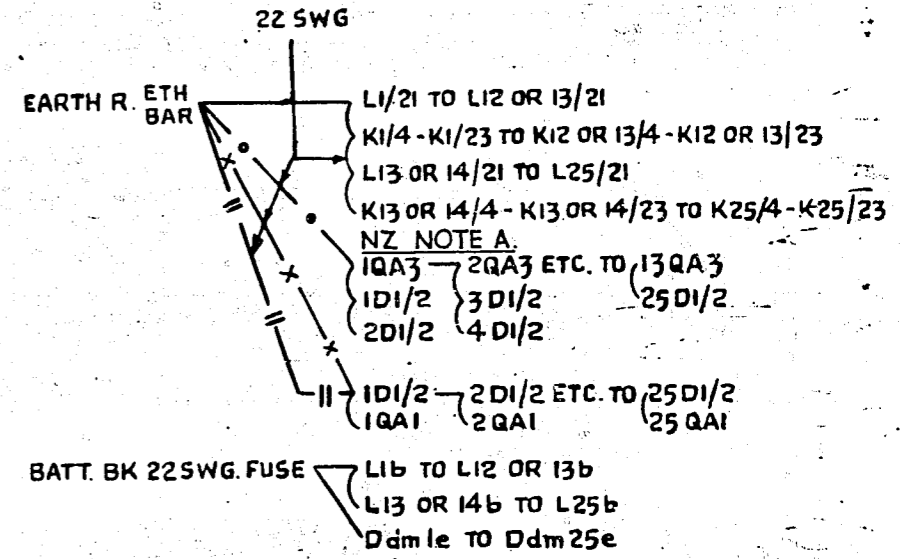 22 SWG
EARTH R. ETH BAR
L1/21 TO L12 OR 13/21
K1/4 - K1/23 TO K12 OR 13/4 - K12 OR 13/23
L13 OR 14/21 TO L25/21
K13 OR 14/4 - K13 OR 14/23 TO K25/4 - K25/23
NZ NOTE A.
1QA3 2QA3 ETC. TO 13QA3
1D1/2 3D1/2 25D1/2
2D1/2 4D1/2
1D1/2 2D1/2 ETC. TO 25D1/2
1QA1 2QA1 25QA1
BATT. BK 22SWG. FUSE L1b TO L12 OR 13b
L13 OR 14b TO L25b
Ddm1e TO Ddm25e